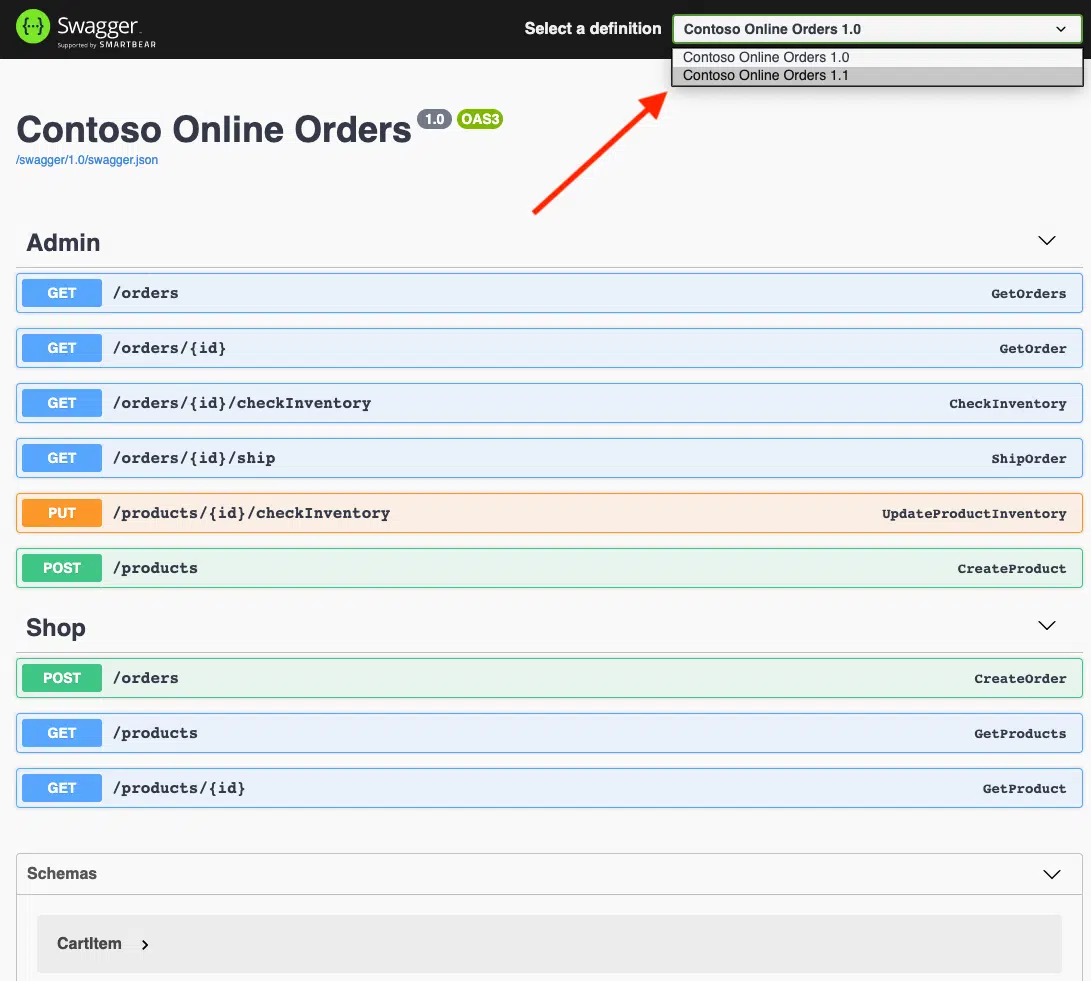 Swagger.
Supported by SMARTBEAR
Select a definition
Contoso Online Orders 1.0
Contoso Online Orders 1.0
Contoso Online Orders 1.1
Contoso Online Orders 1.0 OAS3
/swagger/1.0/swagger.json
Admin
GET /orders GetOrders
GET /orders/{id} GetOrder
GET /orders/{id}/checkInventory CheckInventory
GET /orders/{id}/ship ShipOrder
PUT /products/{id}/checkInventory UpdateProductInventory
POST /products CreateProduct
Shop
POST /orders CreateOrder
GET /products GetProducts
GET /products/{id} GetProduct
Schemas
CartItem